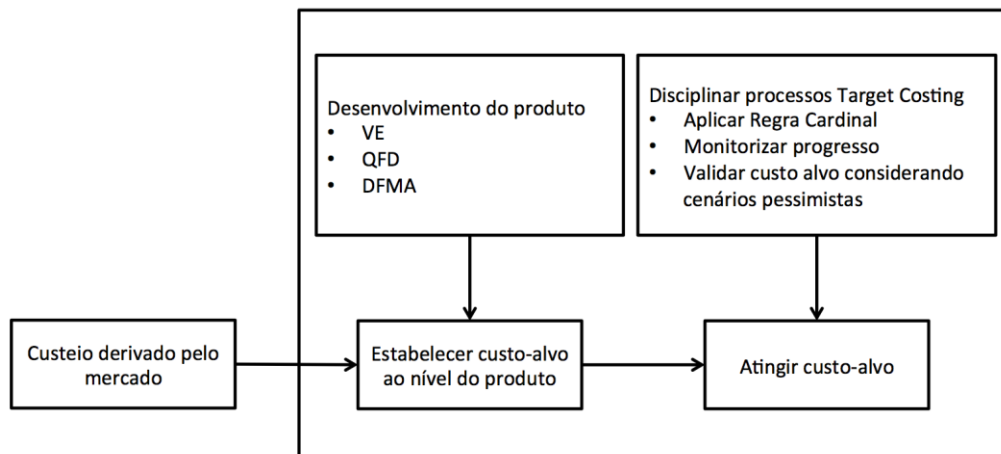 Desenvolvimento do produto
• VE
• QFD
• DFMA
Disciplinar processos Target Costing
• Aplicar Regra Cardinal
• Monitorizar progresso
• Validar custo alvo considerando
cenários pessimistas
Custeio derivado pelo
mercado
Estabelecer custo-alvo
ao nível do produto
Atingir custo-alvo